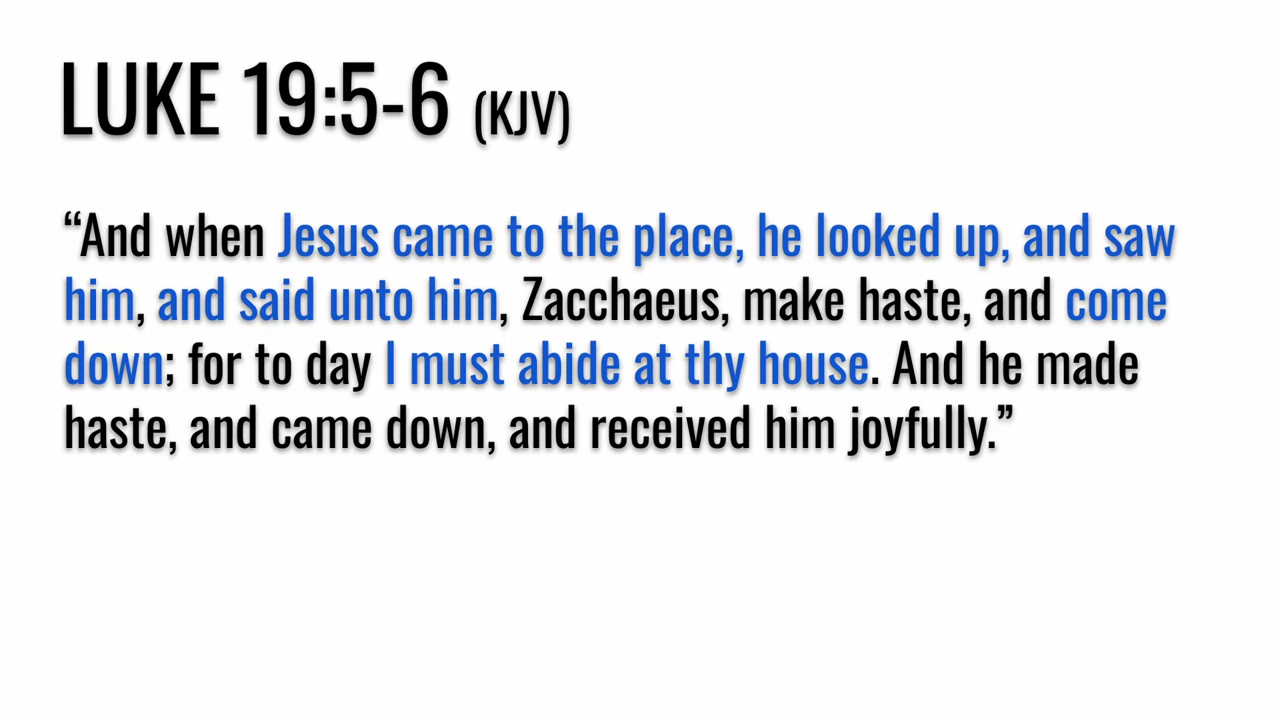 LUKE 19:5-6 (KJV)
“And when Jesus came to the place, he looked up, and saw
him, and said unto him, Zacchaeus, make haste, and come
down; for to day I must abide at thy house. And he made
haste, and came down, and received him joyfully.”